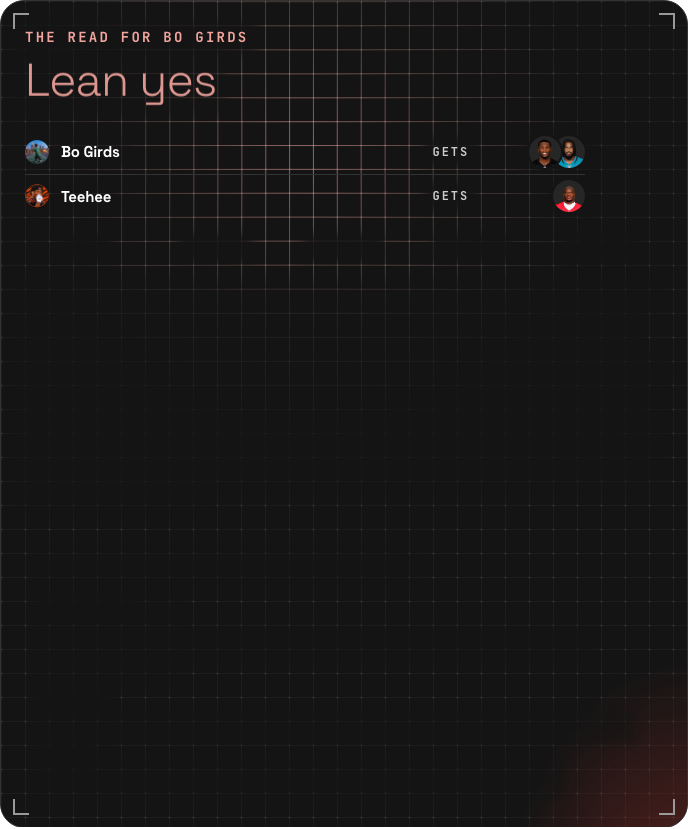 THE READ FOR BO GIRDS
Lean yes
Bo Girds GETS
Teehee GETS